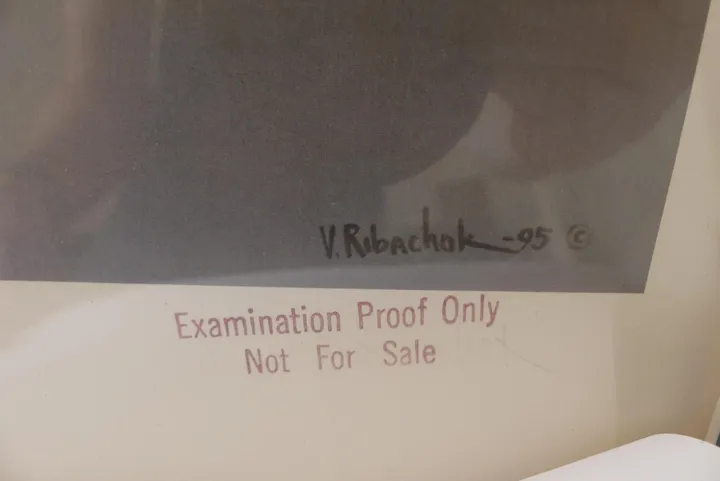 V.Ribachok-95 ©
Examination Proof Only
Not For Sale